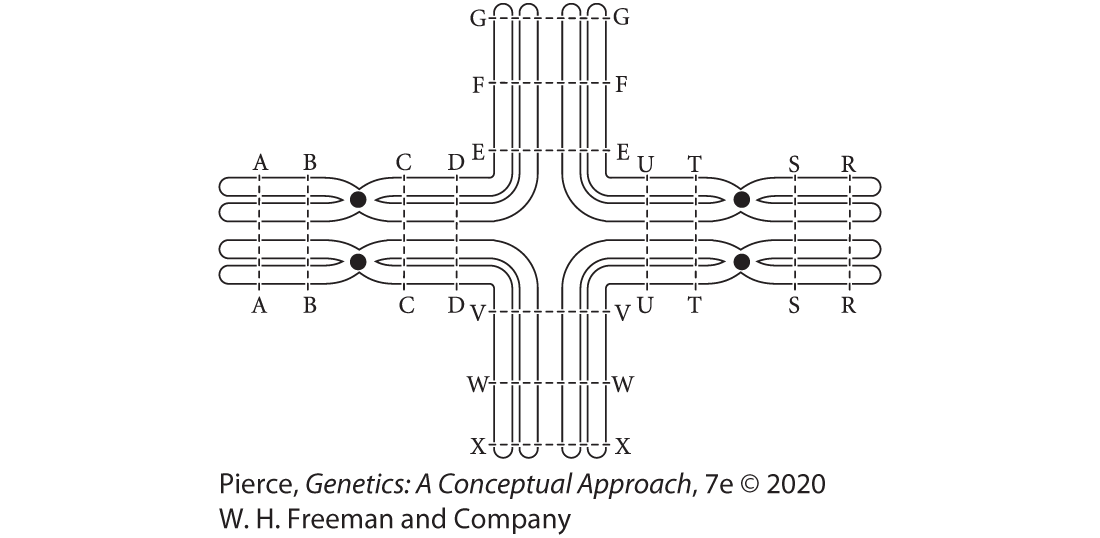 G G
F F
E E
A B C D U T S R
A B C D V V U T S R
W W
X X
Pierce, Genetics: A Conceptual Approach, 7e © 2020
W. H. Freeman and Company